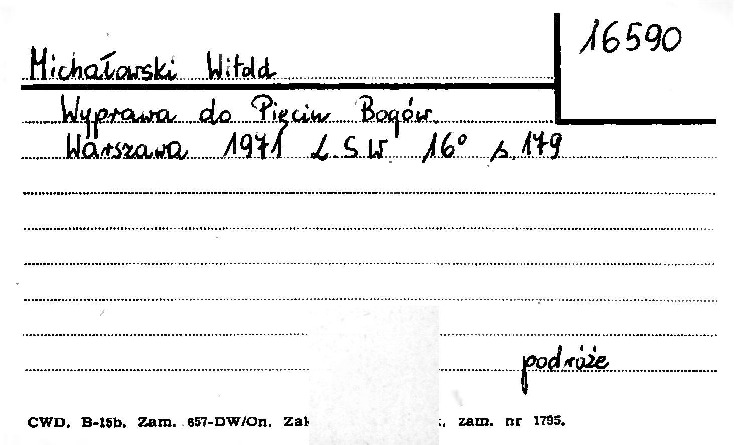 16590
Michałowski Witold
Wyprawa do Pięciu Bogów.
Warszawa 1971 L.S.W. 16° s. 179
podróże
CWD. B-15b. Zam. 657-DW/On. Zak zam. nr 1795.